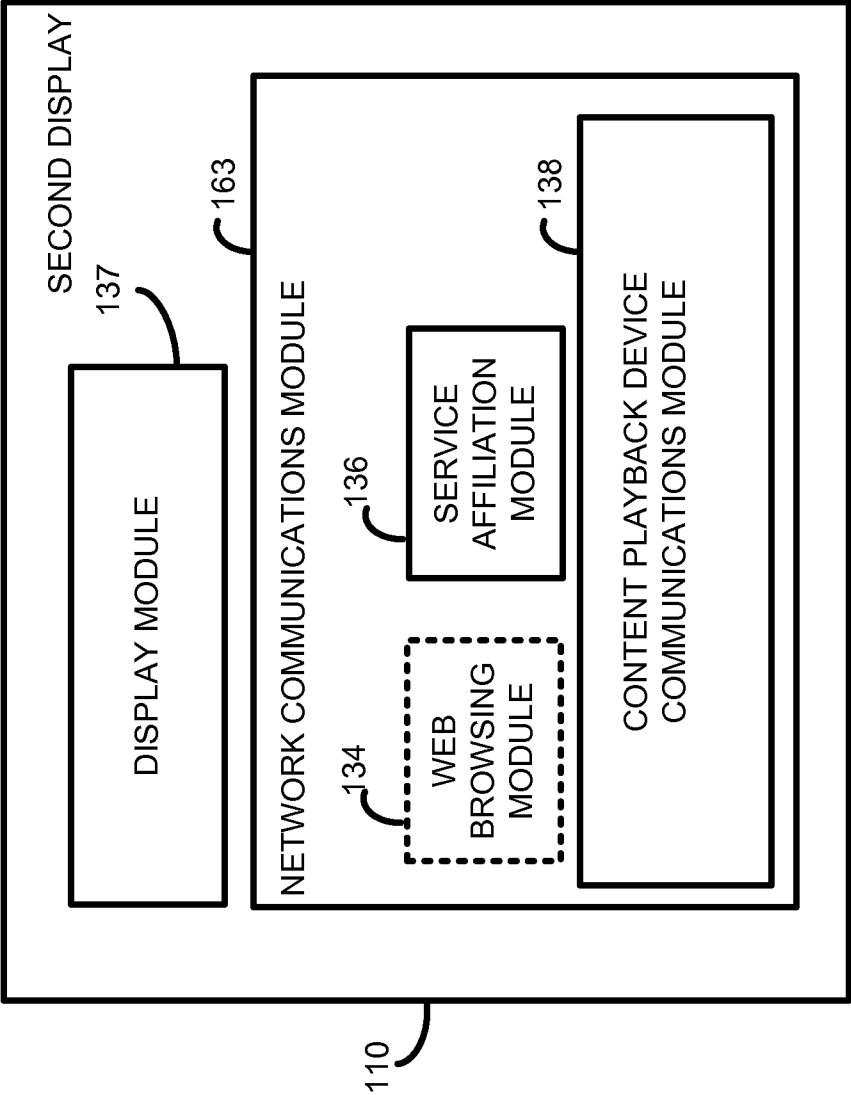 SECOND DISPLAY
137
DISPLAY MODULE
163
NETWORK COMMUNICATIONS MODULE
134
WEB
BROWSING
MODULE
136
SERVICE
AFFILIATION
MODULE
138
CONTENT PLAYBACK DEVICE
COMMUNICATIONS MODULE
110